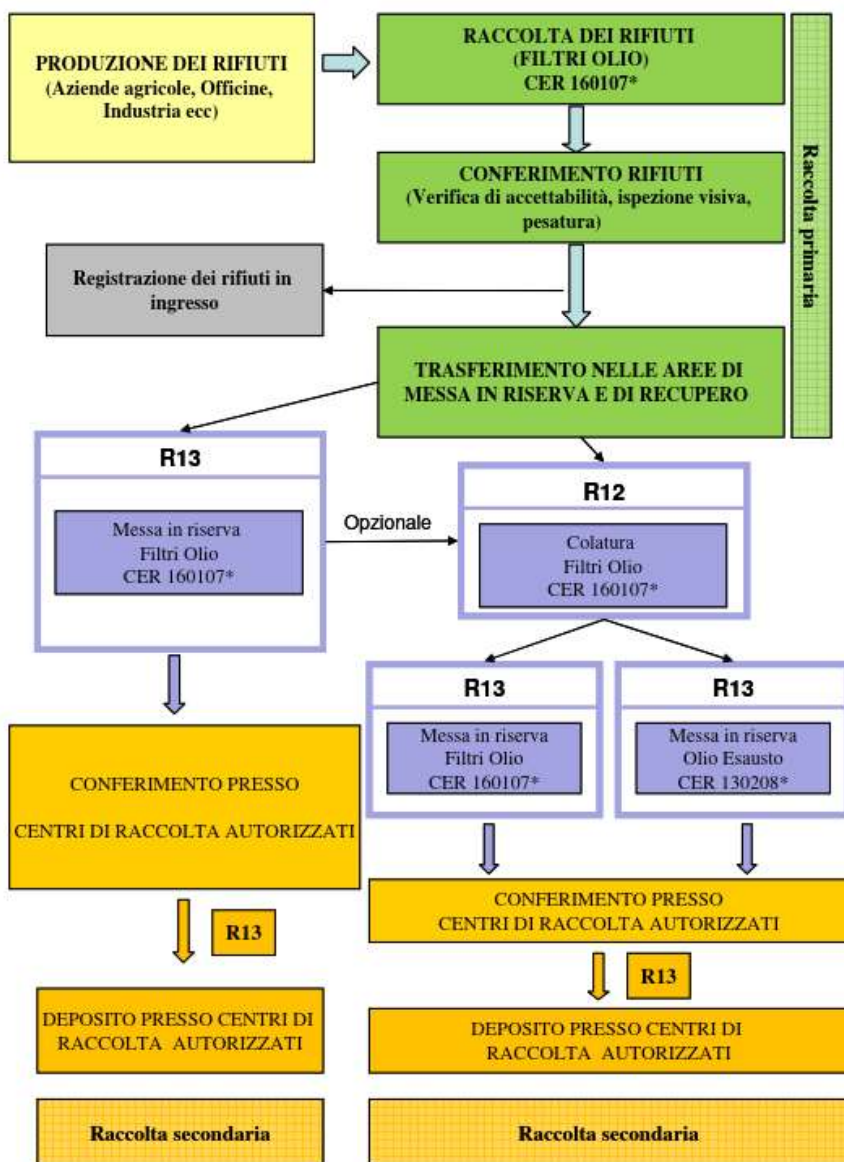 PRODUZIONE DEI RIFIUTI
(Aziende agricole, Officine,
Industria ecc)
RACCOLTA DEI RIFIUTI
(FILTRI OLIO)
CER 160107*
CONFERIMENTO RIFIUTI
(Verifica di accettabilità, ispezione visiva,
pesatura)
Raccolta primaria
Registrazione dei rifiuti in
ingresso
TRASFERIMENTO NELLE AREE DI
MESSA IN RISERVA E DI RECUPERO
R13
Messa in riserva
Filtri Olio
CER 160107*
Opzionale
R12
Colatura
Filtri Olio
CER 160107*
R13
Messa in riserva
Filtri Olio
CER 160107*
R13
Messa in riserva
Olio Esausto
CER 130208*
CONFERIMENTO PRESSO
CENTRI DI RACCOLTA AUTORIZZATI
CONFERIMENTO PRESSO
CENTRI DI RACCOLTA AUTORIZZATI
R13
R13
DEPOSITO PRESSO CENTRI DI
RACCOLTA AUTORIZZATI
DEPOSITO PRESSO CENTRI DI
RACCOLTA AUTORIZZATI
Raccolta secondaria
Raccolta secondaria